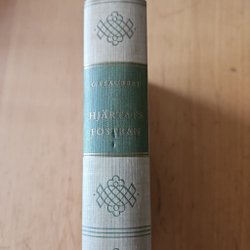 G. FLAUBERT
HJÄRTATS
FOSTRAN